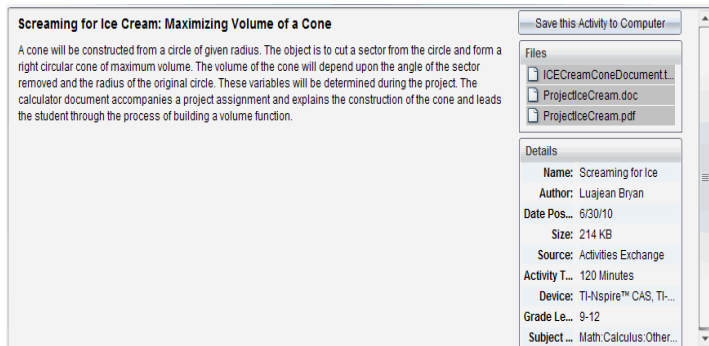 Screaming for Ice Cream: Maximizing Volume of a Cone
A cone will be constructed from a circle of given radius. The object is to cut a sector from the circle and form a
right circular cone of maximum volume. The volume of the cone will depend upon the angle of the sector
removed and the radius of the original circle. These variables will be determined during the project. The
calculator document accompanies a project assignment and explains the construction of the cone and leads
the student through the process of building a volume function.
Save this Activity to Computer
Files
ICECreamConeDocument.t...
ProjectIceCream.doc
ProjectIceCream.pdf
Details
Name: Screaming for Ice
Author: Luajean Bryan
Date Pos... 6/30/10
Size: 214 KB
Source: Activities Exchange
Activity T... 120 Minutes
Device: TI-Nspire™ CAS, TI-...
Grade Le... 9-12
Subject ... Math:Calculus:Other...